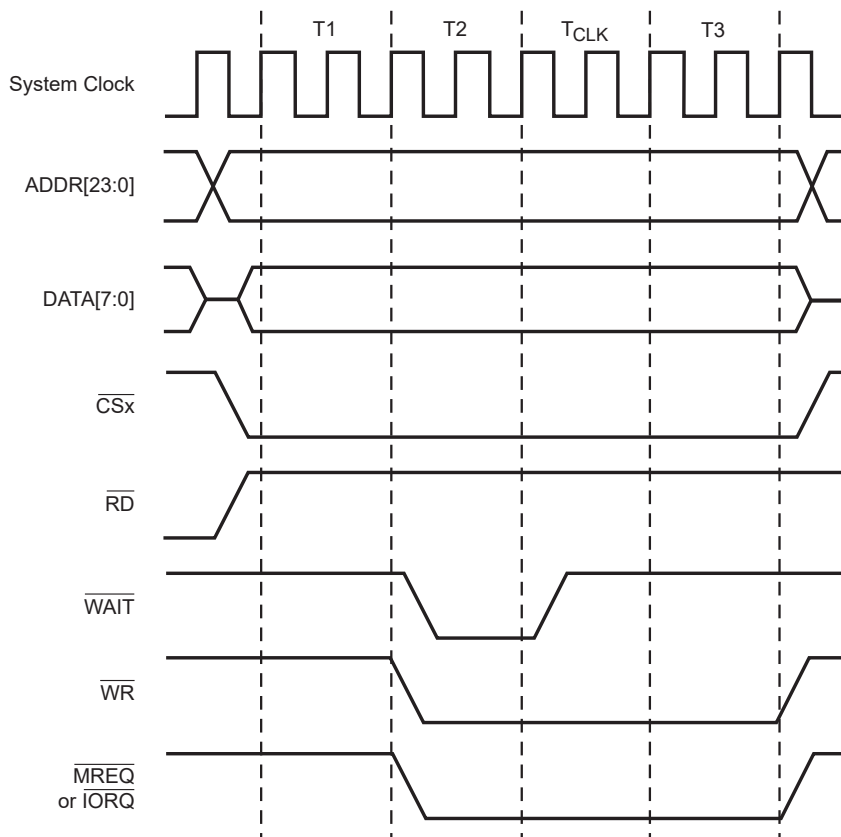 T1 T2 TCLK T3
System Clock
ADDR[23:0]
DATA[7:0]
CSx
RD
WAIT
WR
MREQ
or IORQ